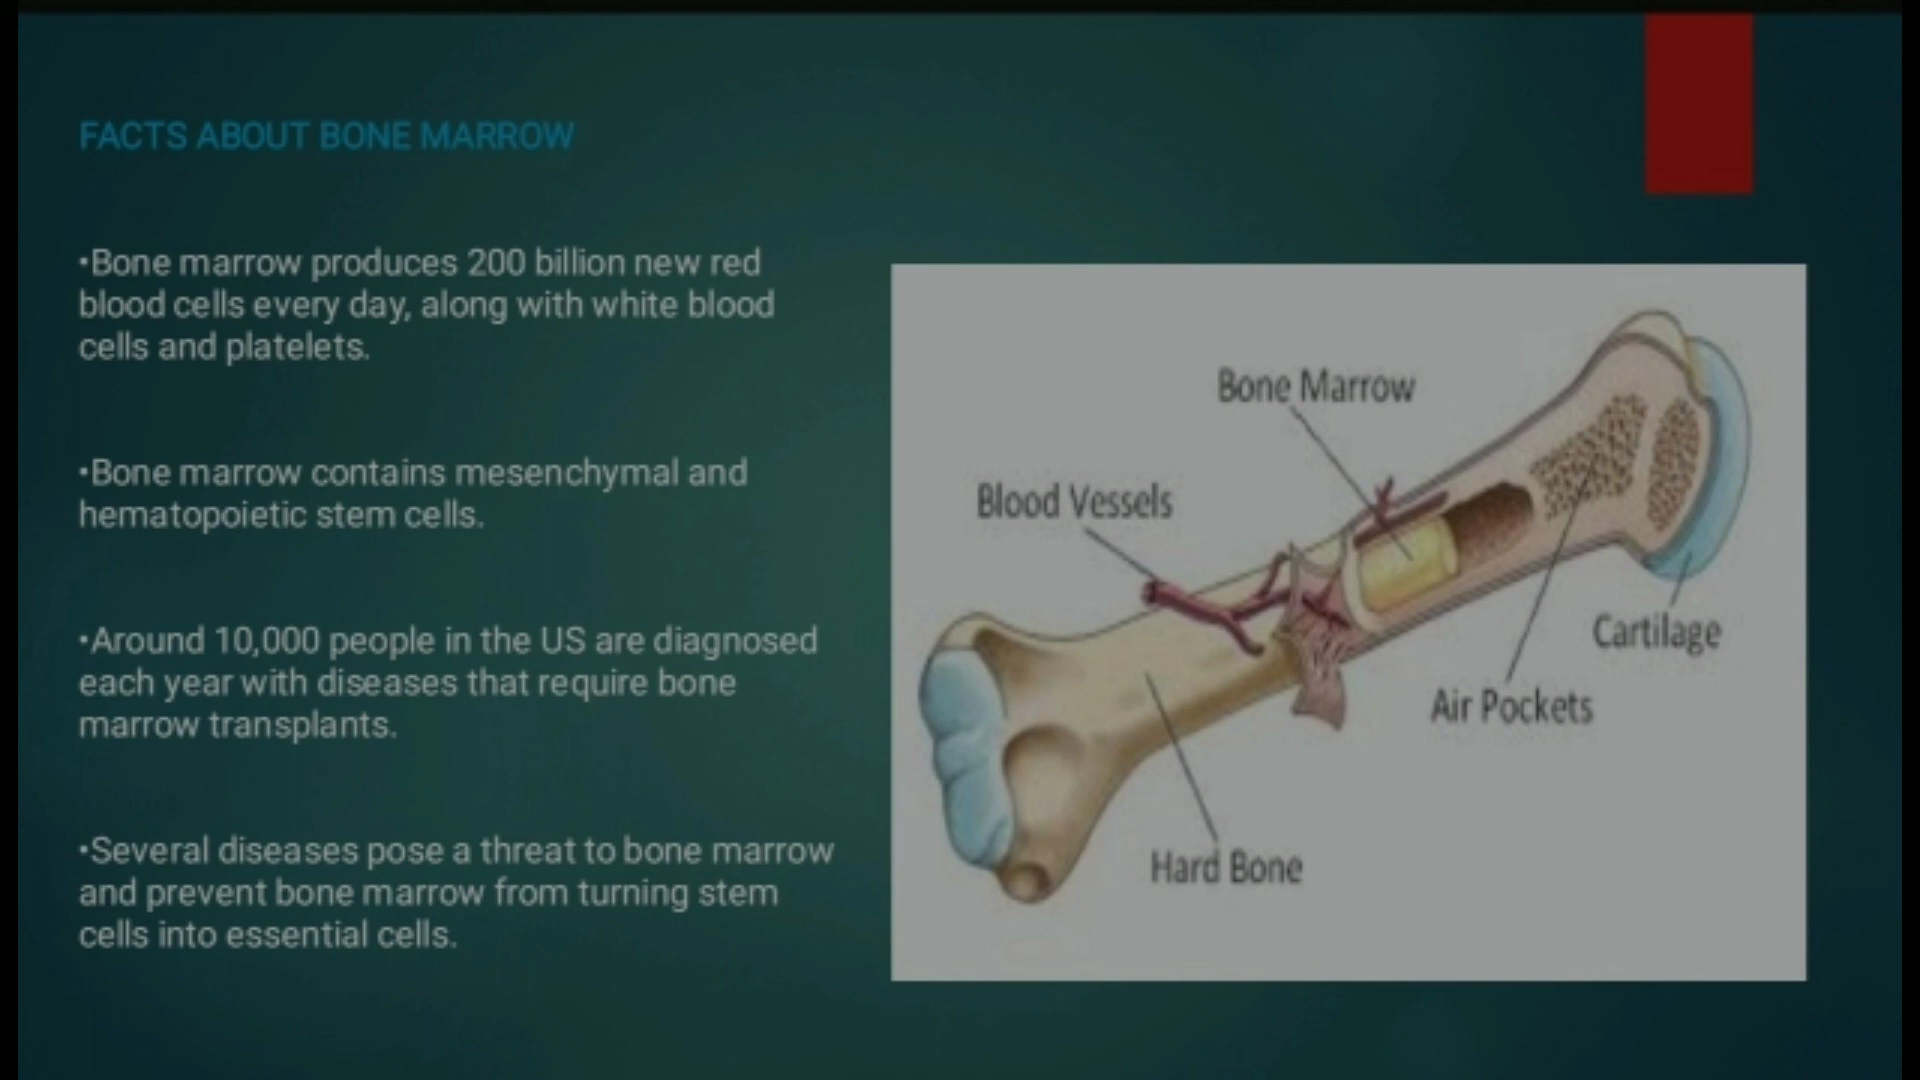 FACTS ABOUT BONE MARROW
•Bone marrow produces 200 billion new red
blood cells every day, along with white blood
cells and platelets.
•Bone marrow contains mesenchymal and
hematopoietic stem cells.
•Around 10,000 people in the US are diagnosed
each year with diseases that require bone
marrow transplants.
•Several diseases pose a threat to bone marrow
and prevent bone marrow from turning stem
cells into essential cells.
Bone Marrow
Blood Vessels
Cartilage
Air Pockets
Hard Bone